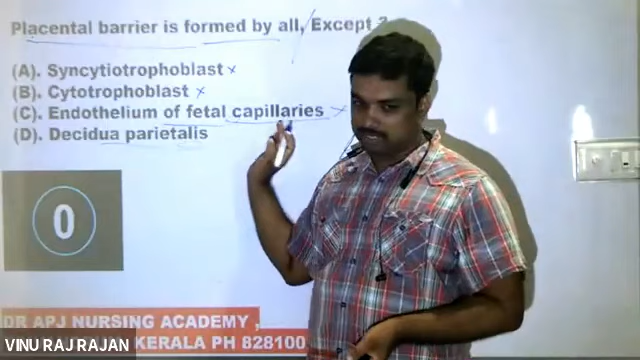 Placental barrier is formed by all, Except ?
(A). Syncytiotrophoblast x
(B). Cytotrophoblast x
(C). Endothelium of fetal capillaries x
(D). Decidua parietalis
0
DR APJ NURSING ACADEMY ,
KERALA PH 828100
VINU RAJ RAJAN